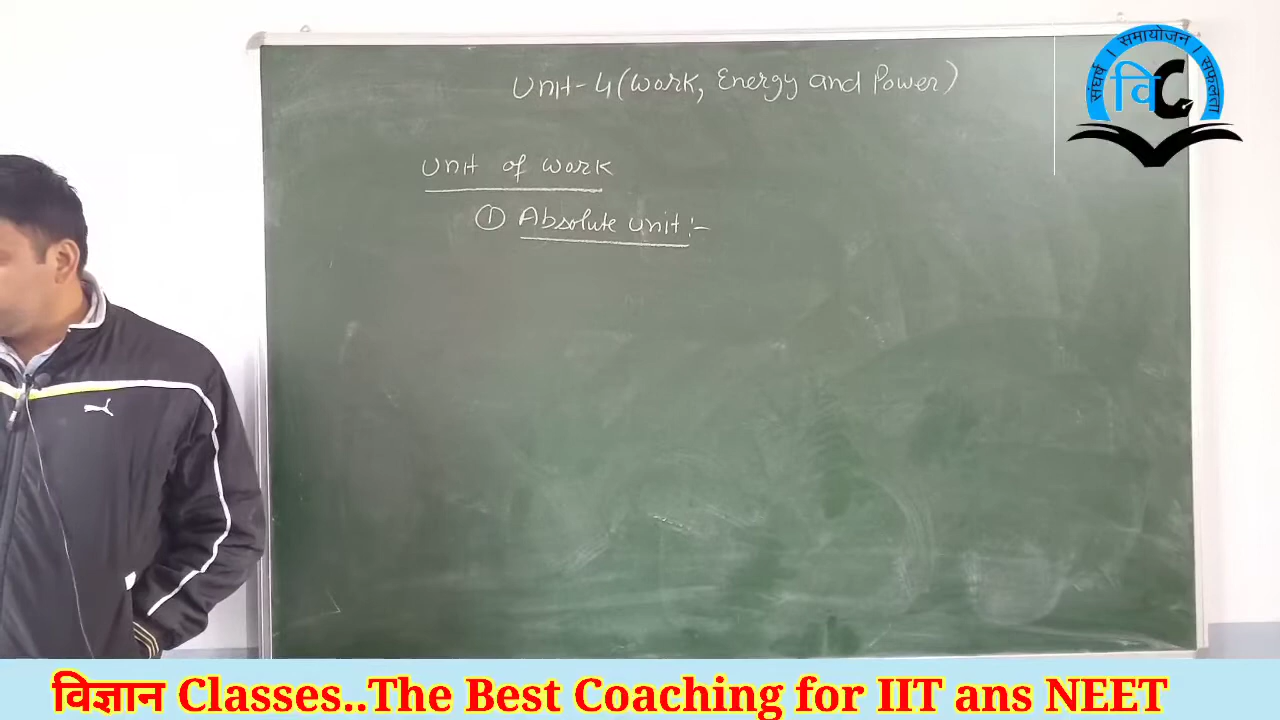 Unit-4 (Work, Energy and Power)
संघर्ष । समायोजन । सफलता
वि C
Unit of work
① Absolute unit :-
विज्ञान Classes..The Best Coaching for IIT ans NEET